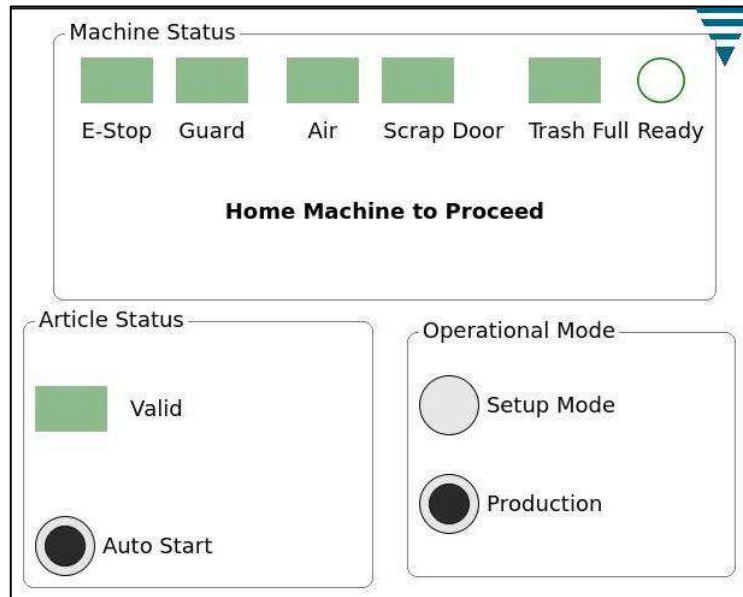 Machine Status
E-Stop Guard Air Scrap Door Trash Full Ready
Home Machine to Proceed
Article Status
Valid
Auto Start
Operational Mode
Setup Mode
Production